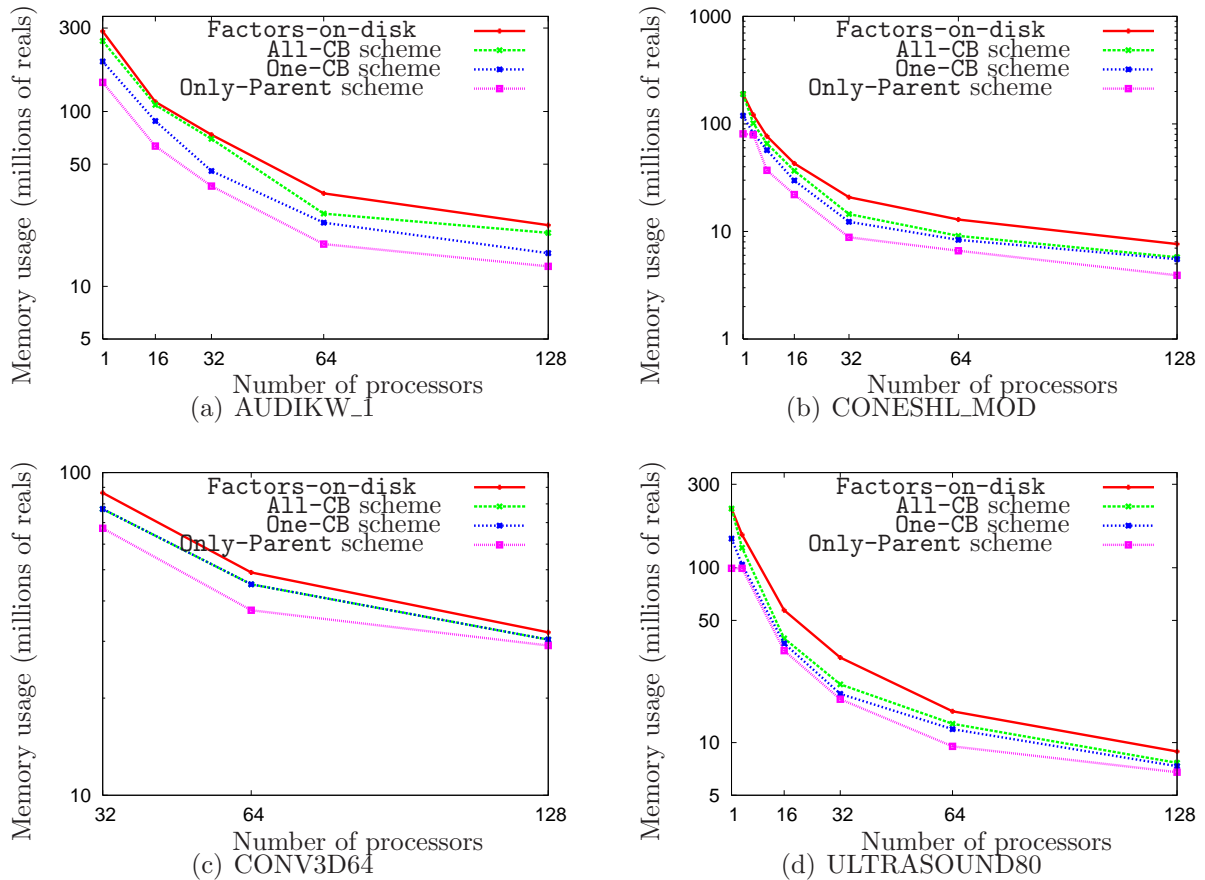 Memory usage (millions of reals)
300
100
50
10
5
1 16 32 64 128
Number of processors
Factors-on-disk
All-CB scheme
One-CB scheme
Only-Parent scheme
(a) AUDIKW_1
Memory usage (millions of reals)
1000
100
10
1
1 16 32 64 128
Number of processors
Factors-on-disk
All-CB scheme
One-CB scheme
Only-Parent scheme
(b) CONESHL_MOD
Memory usage (millions of reals)
100
10
32 64 128
Number of processors
Factors-on-disk
All-CB scheme
One-CB scheme
Only-Parent scheme
(c) CONV3D64
Memory usage (millions of reals)
300
100
50
10
5
1 16 32 64 128
Number of processors
Factors-on-disk
All-CB scheme
One-CB scheme
Only-Parent scheme
(d) ULTRASOUND80